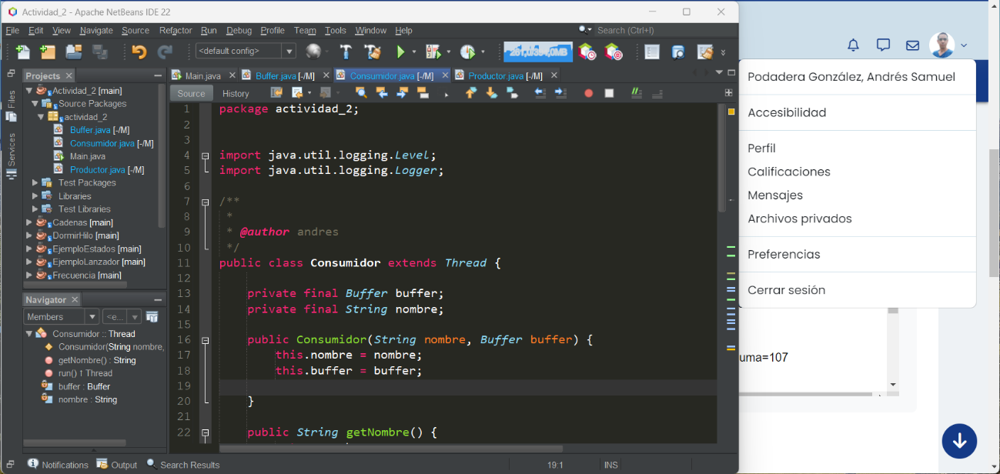 Actividad_2 - Apache NetBeans IDE 22
File Edit View Navigate Source Refactor Run Debug Profile Team Tools Window Help
Search (Ctrl+I)
<default config>
Projects
Main.java
Buffer.java [-/M]
Consumidor.java [-/M]
Productor.java [-/M]
Files
Services
Actividad_2 [main]
Source Packages
actividad_2
Buffer.java [-/M]
Consumidor.java [-/M]
Main.java
Productor.java [-/M]
Test Packages
Libraries
Test Libraries
Cadenas [main]
DormirHilo [main]
EjemploEstados [main]
EjemploLanzador [main]
Frecuencia [main]
Navigator
Members
<e...
Consumidor :: Thread
Consumidor(String nombre,
getNombre() : String
run() ↑ Thread
buffer : Buffer
nombre : String
Source History
1 package actividad_2;
2
3
4 import java.util.logging.Level;
5 import java.util.logging.Logger;
6
7 /**
8 *
9 * @author andres
10 */
11 public class Consumidor extends Thread {
12
13 private final Buffer buffer;
14 private final String nombre;
15
16 public Consumidor(String nombre, Buffer buffer) {
17 this.nombre = nombre;
18 this.buffer = buffer;
19
20 }
21
22 public String getNombre() {
Notifications Output Search Results
19:1 INS
Podadera González, Andrés Samuel
Accesibilidad
Perfil
Calificaciones
Mensajes
Archivos privados
Preferencias
Cerrar sesión
uma=107